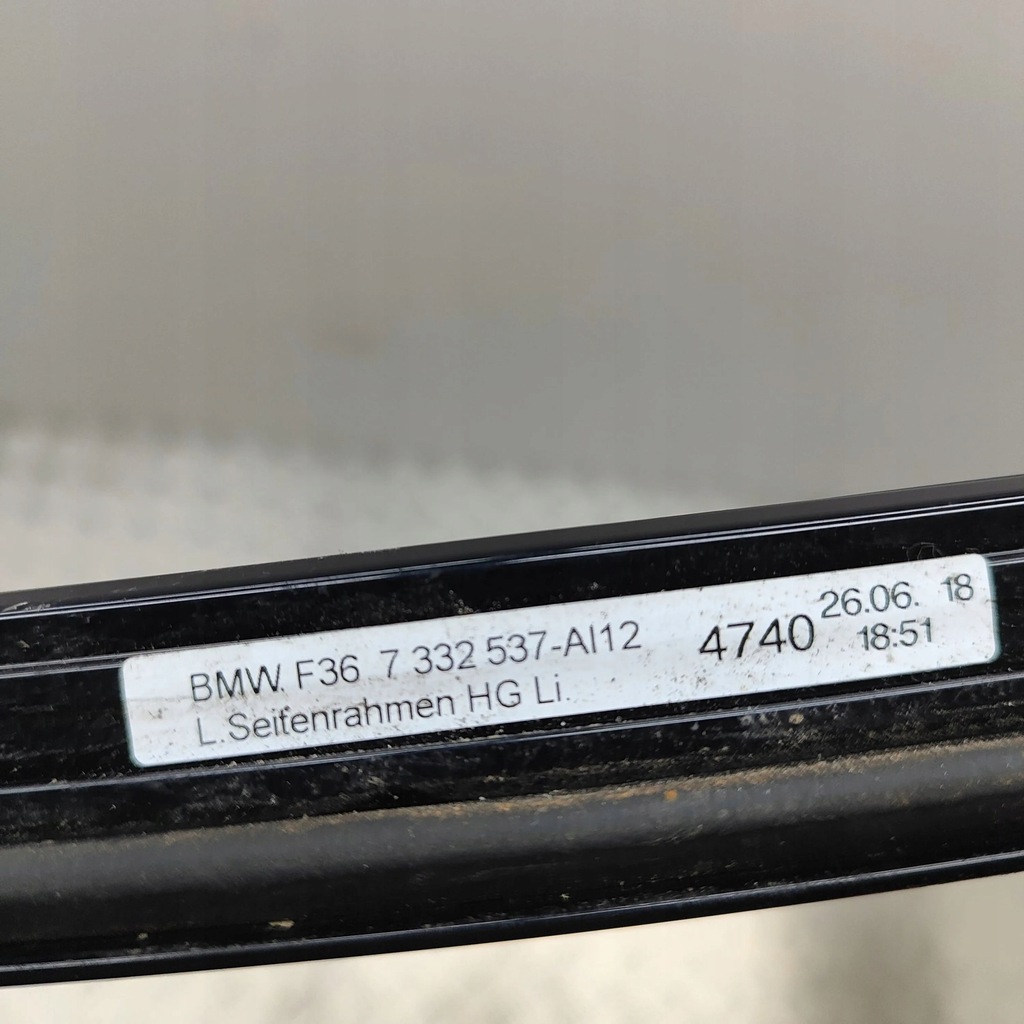 BMW. F36 7 332 537-AI12 4740 26.06. 18
L.Seifenrahmen HG Li. 18:51